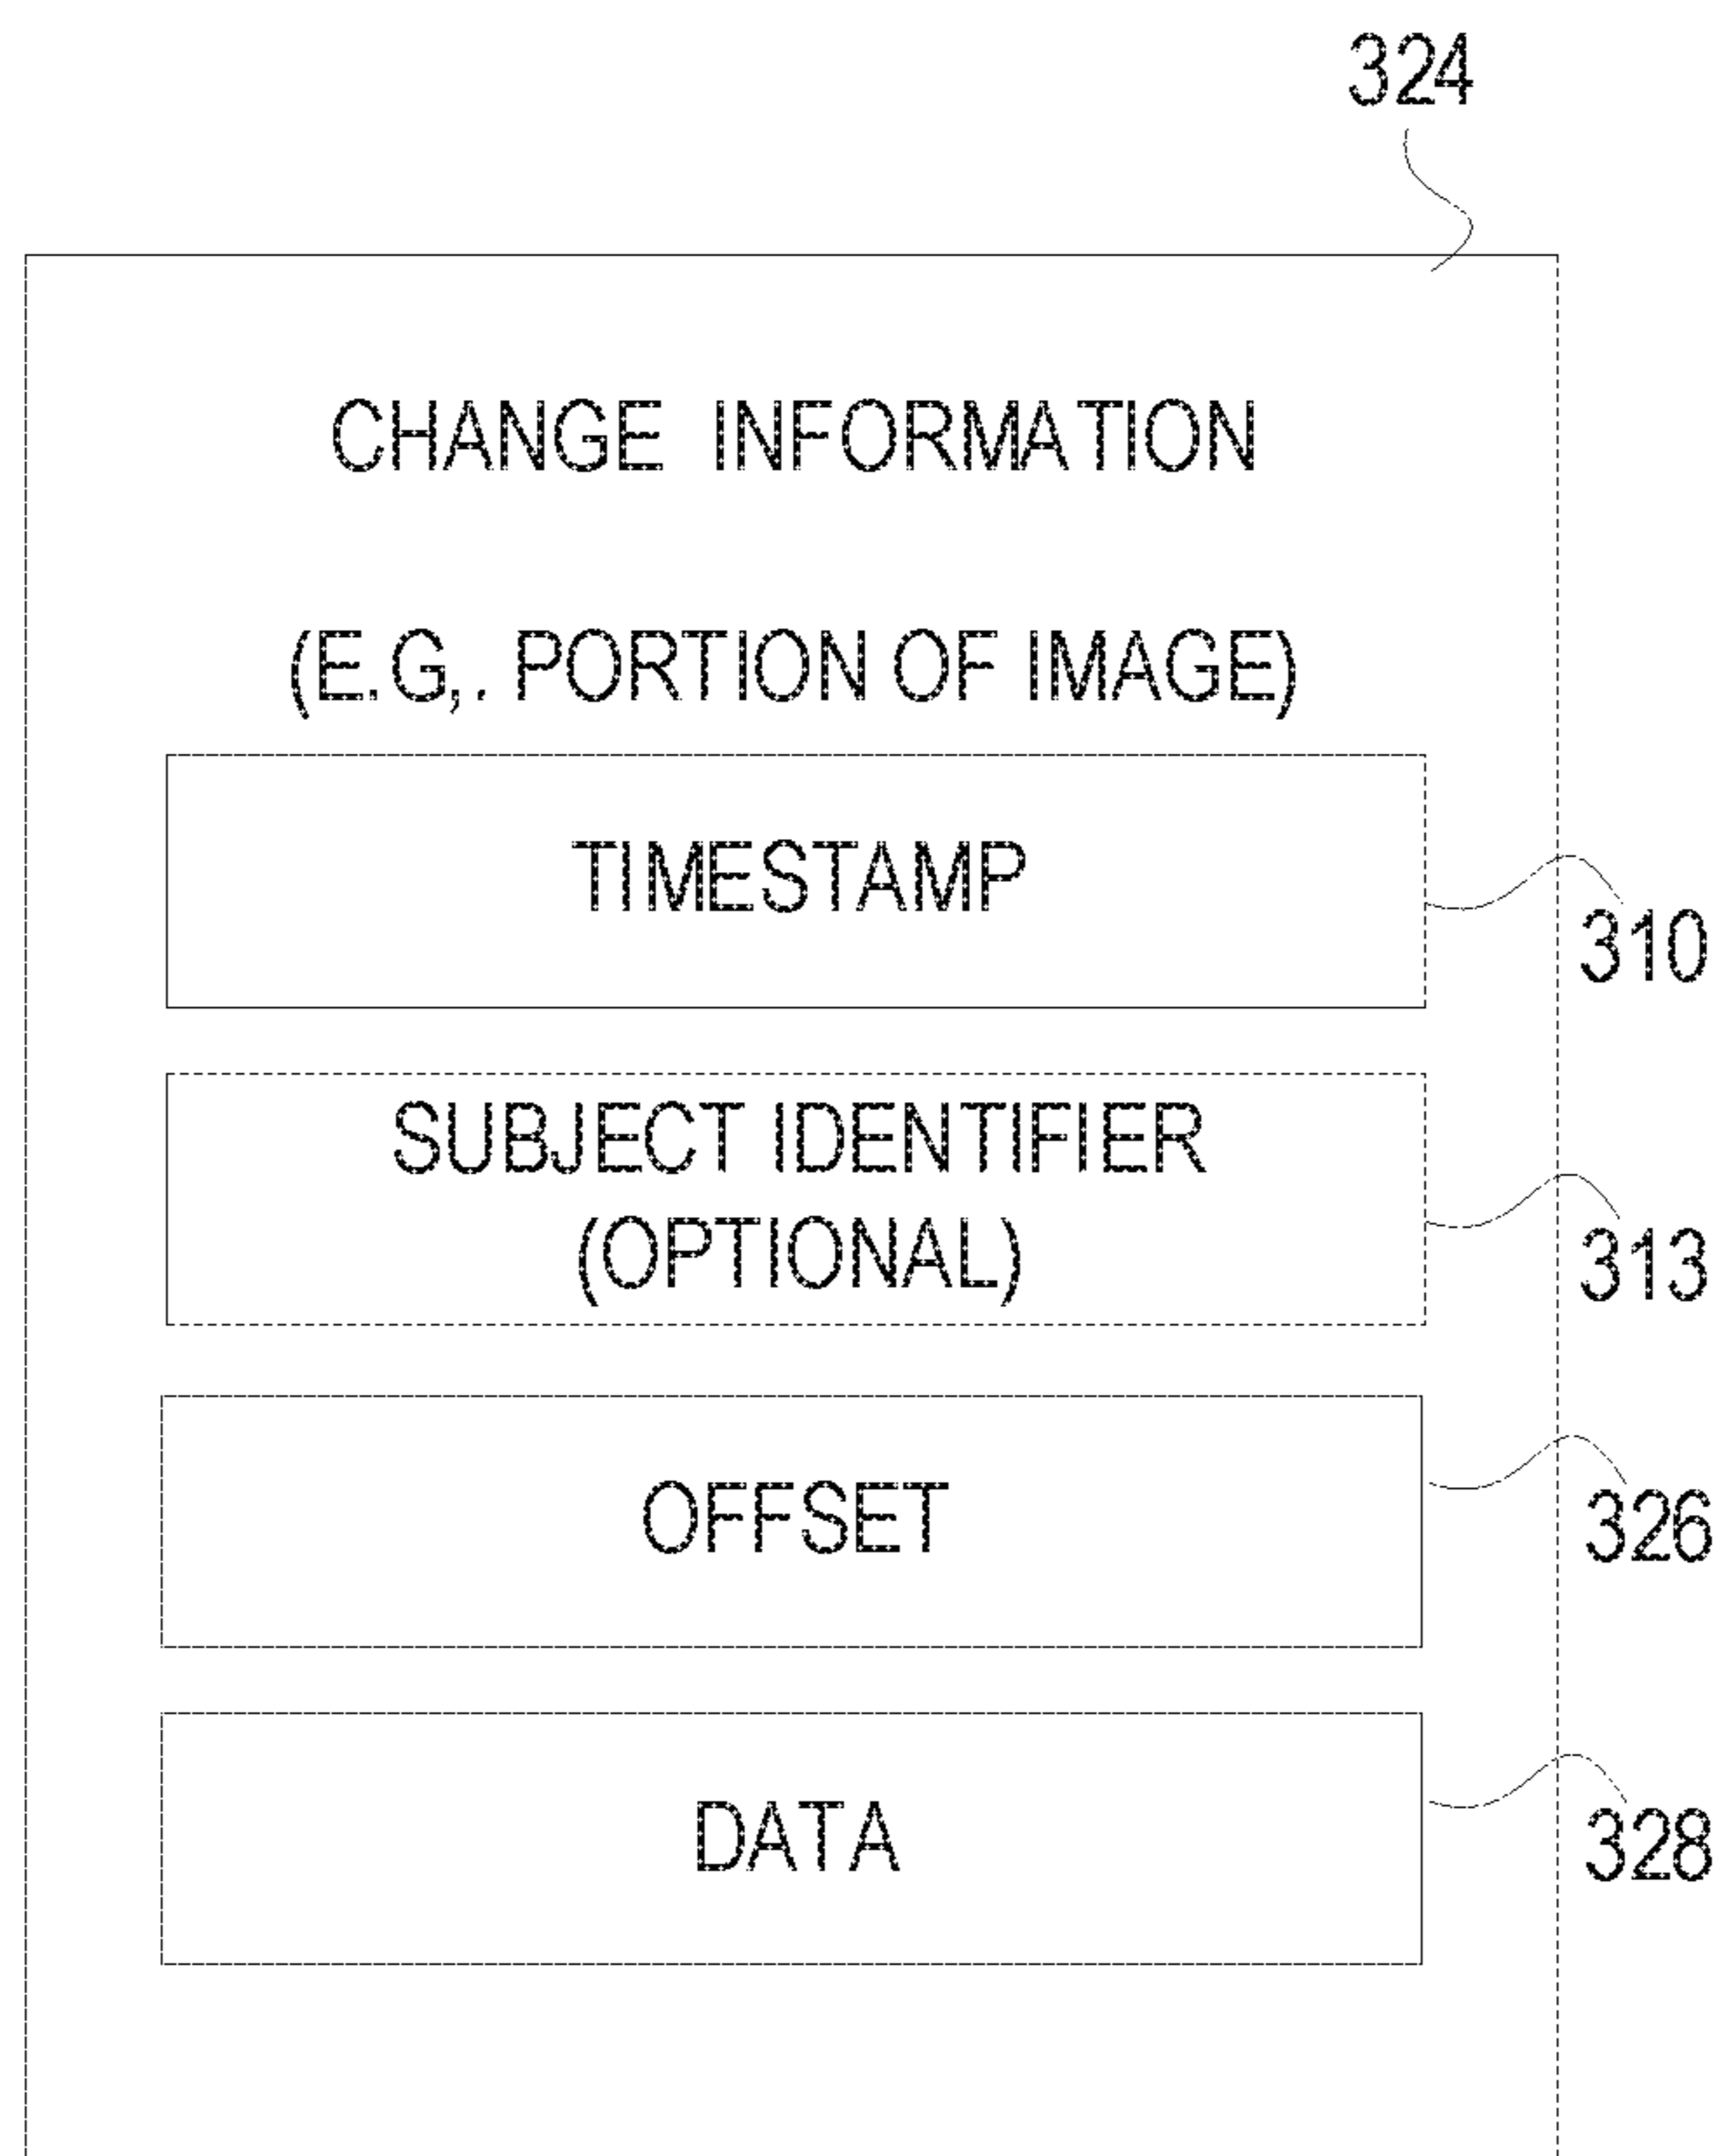 324
CHANGE INFORMATION
(E.G,. PORTION OF IMAGE)
TIMESTAMP
310
SUBJECT IDENTIFIER
(OPTIONAL)
313
OFFSET
326
DATA
328